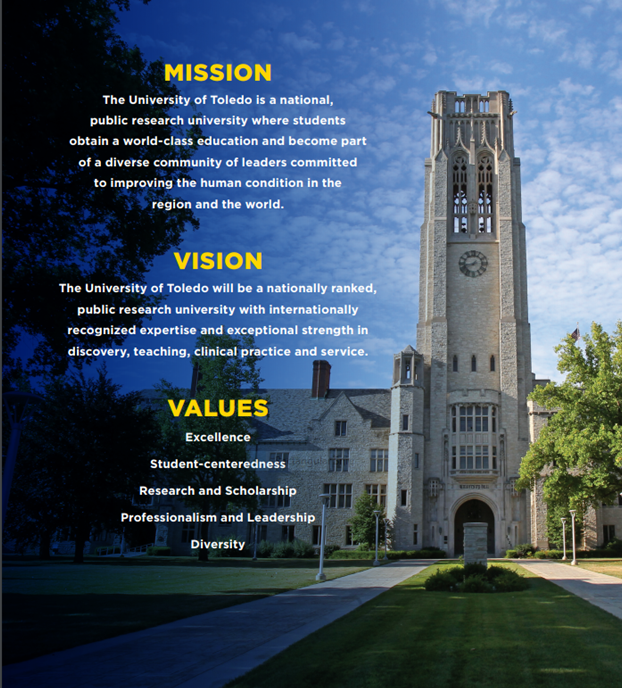 MISSION
The University of Toledo is a national,
public research university where students
obtain a world-class education and become part
of a diverse community of leaders committed
to improving the human condition in the
region and the world.
VISION
The University of Toledo will be a nationally ranked,
public research university with internationally
recognized expertise and exceptional strength in
discovery, teaching, clinical practice and service.
VALUES
Excellence
Student-centeredness
Research and Scholarship
Professionalism and Leadership
Diversity